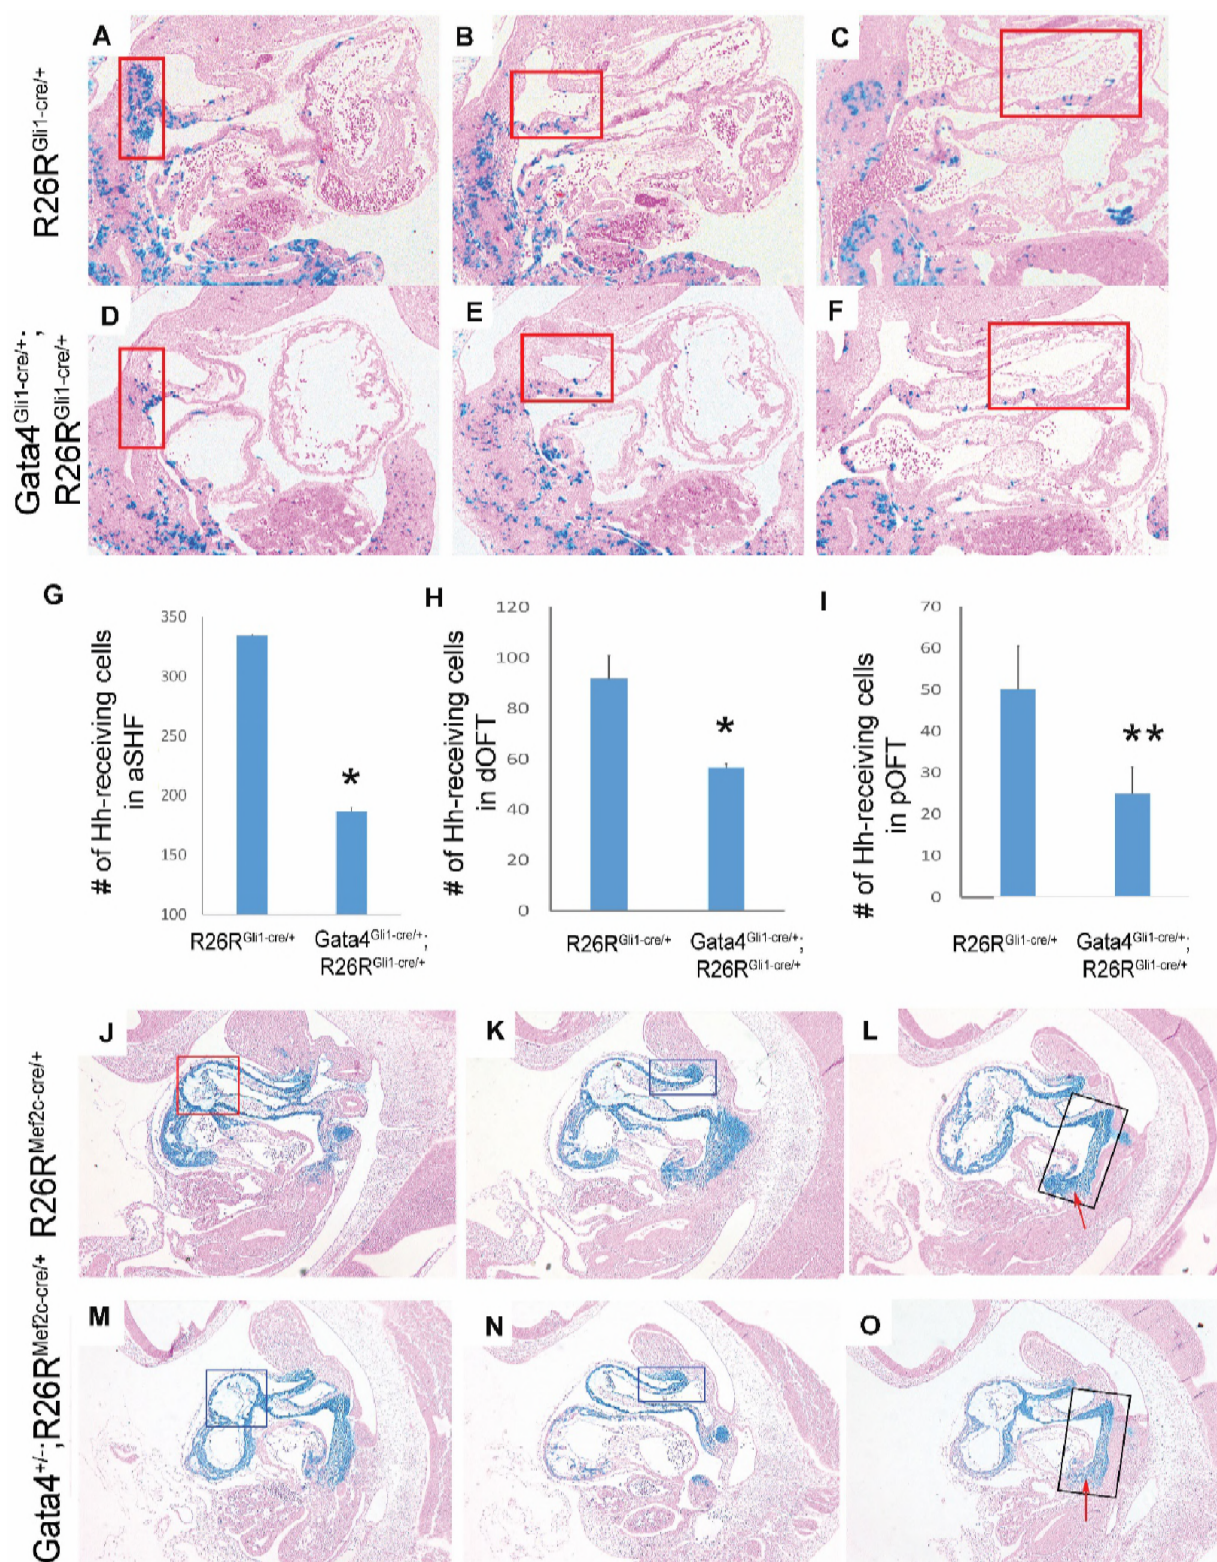 A
B
C
R26R^Gli1-cre/+
D
E
F
Gata4^Gli1-cre/+;
R26R^Gli1-cre/+
G
# of Hh-receiving cells
in aSHF
350
300
250
200
150
100
*
R26R^Gli1-cre/+
Gata4^Gli1-cre/+;
R26R^Gli1-cre/+
H
# of Hh-receiving cells
in dOFT
120
100
80
60
40
20
0
*
R26R^Gli1-cre/+
Gata4^Gli1-cre/+;
R26R^Gli1-cre/+
I
# of Hh-receiving cells
in pOFT
70
60
50
40
30
20
10
0
**
R26R^Gli1-cre/+
Gata4^Gli1-cre/+;
R26R^Gli1-cre/+
J
K
L
R26R^Mef2c-cre/+
M
N
O
Gata4^+/-;R26R^Mef2c-cre/+